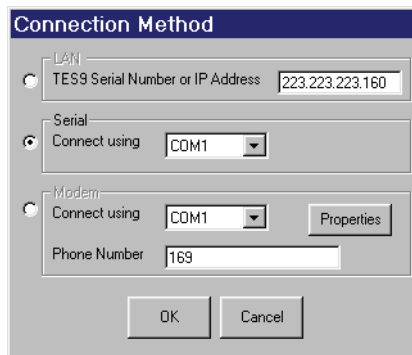 Connection Method
LAN
TES9 Serial Number or IP Address 223.223.223.160
Serial
Connect using COM1
Modem
Connect using COM1 Properties
Phone Number 169
OK Cancel